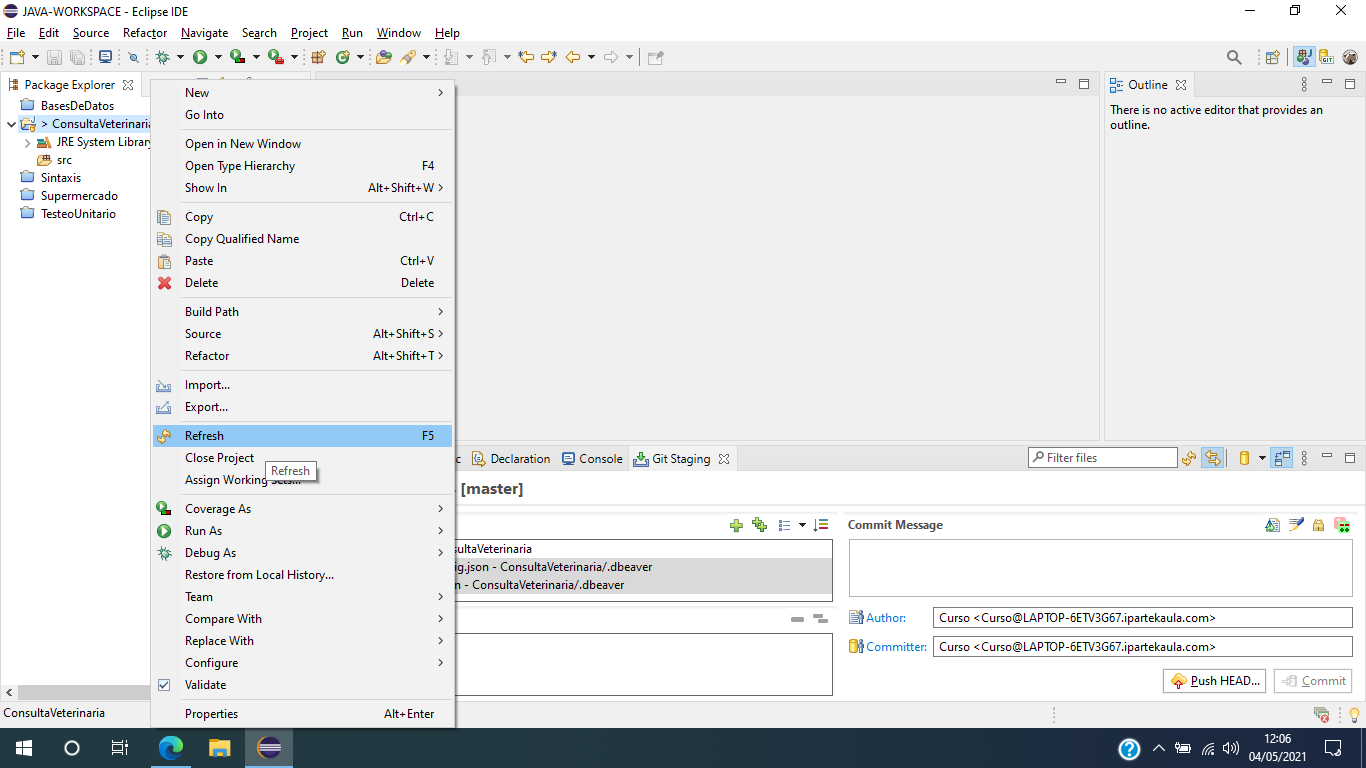 JAVA-WORKSPACE - Eclipse IDE
File Edit Source Refactor Navigate Search Project Run Window Help
GIT
Package Explorer
BasesDeDatos
> ConsultaVeterinaria
JRE System Library
src
Sintaxis
Supermercado
TesteoUnitario
New
Go Into
Open in New Window
Open Type Hierarchy F4
Show In Alt+Shift+W
Copy Ctrl+C
Copy Qualified Name
Paste Ctrl+V
Delete Delete
Build Path
Source Alt+Shift+S
Refactor Alt+Shift+T
Import...
Export...
Refresh F5
Close Project
Refresh
Assign Working Sets...
Coverage As
Run As
Debug As
Restore from Local History...
Team
Compare With
Replace With
Configure
Validate
Properties Alt+Enter
Outline
There is no active editor that provides an
outline.
c Declaration Console Git Staging
Filter files
[master]
sultaVeterinaria
ig.json - ConsultaVeterinaria/.dbeaver
n - ConsultaVeterinaria/.dbeaver
Commit Message
Author: Curso <Curso@LAPTOP-6ETV3G67.ipartekaula.com>
Committer: Curso <Curso@LAPTOP-6ETV3G67.ipartekaula.com>
Push HEAD... Commit
ConsultaVeterinaria
12:06
04/05/2021